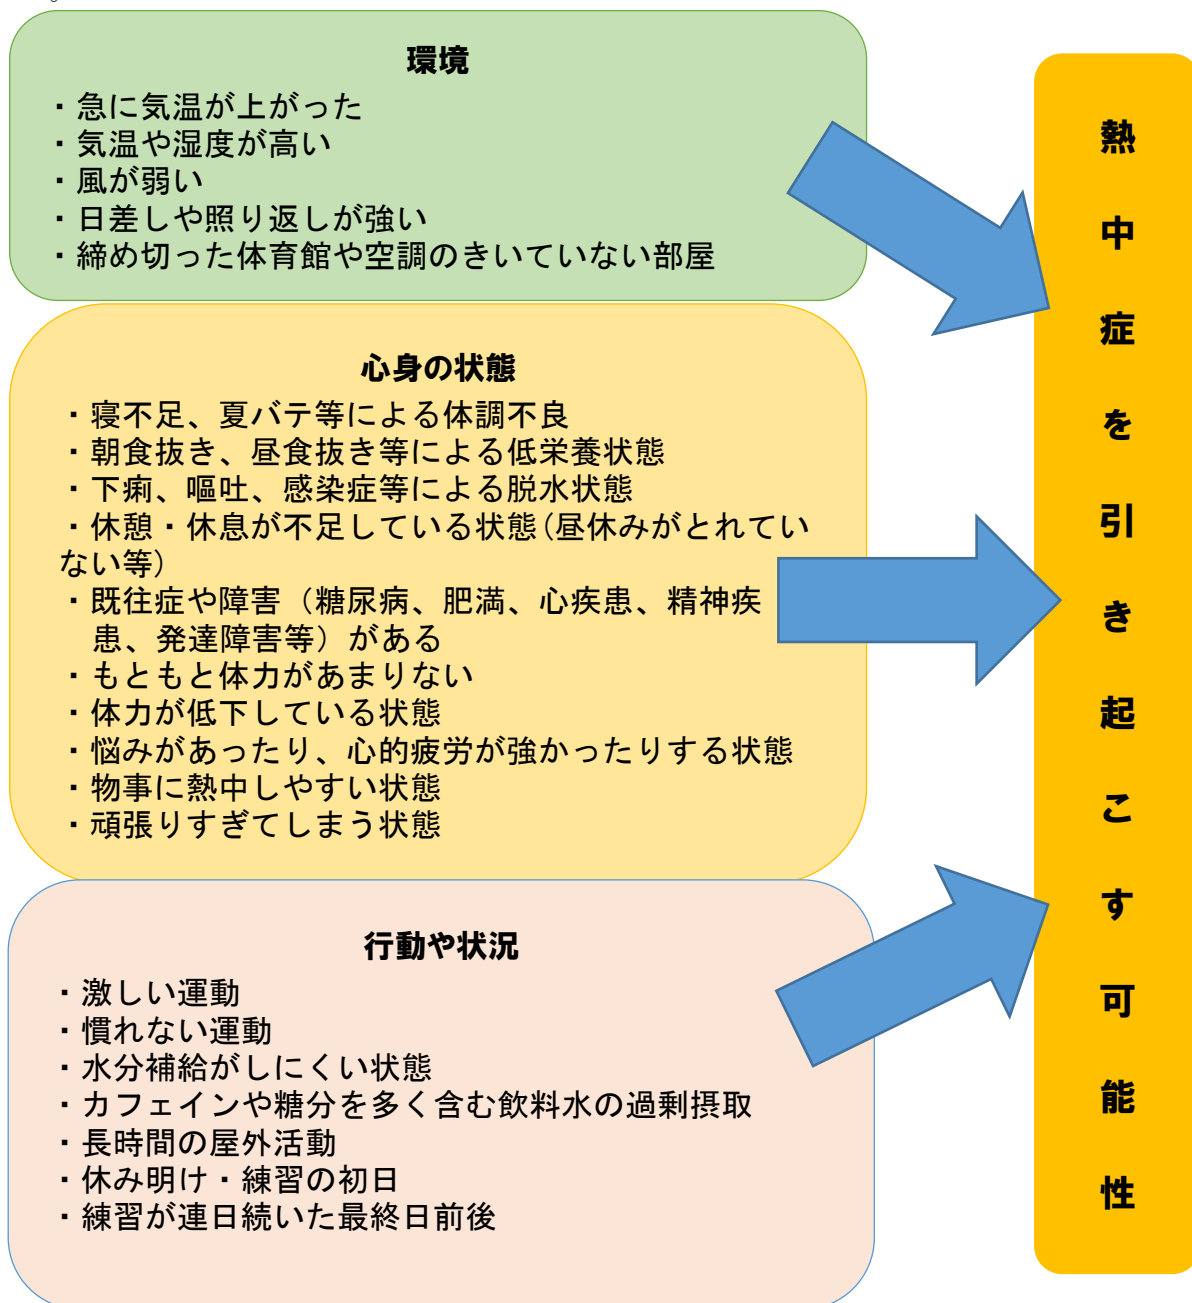 環境
・急に気温が上がった
・気温や湿度が高い
・風が弱い
・日差しや照り返しが強い
・締め切った体育館や空調のきいていない部屋
心身の状態
・寝不足、夏バテ等による体調不良
・朝食抜き、昼食抜き等による低栄養状態
・下痢、嘔吐、感染症等による脱水状態
・休憩・休息が不足している状態(昼休みがとれてい
ない等)
・既往症や障害（糖尿病、肥満、心疾患、精神疾
患、発達障害等）がある
・もともと体力があまりない
・体力が低下している状態
・悩みがあったり、心的疲労が強かったりする状態
・物事に熱中しやすい状態
・頑張りすぎてしまう状態
行動や状況
・激しい運動
・慣れない運動
・水分補給がしにくい状態
・カフェインや糖分を多く含む飲料水の過剰摂取
・長時間の屋外活動
・休み明け・練習の初日
・練習が連日続いた最終日前後
熱中症を引き起こす可能性